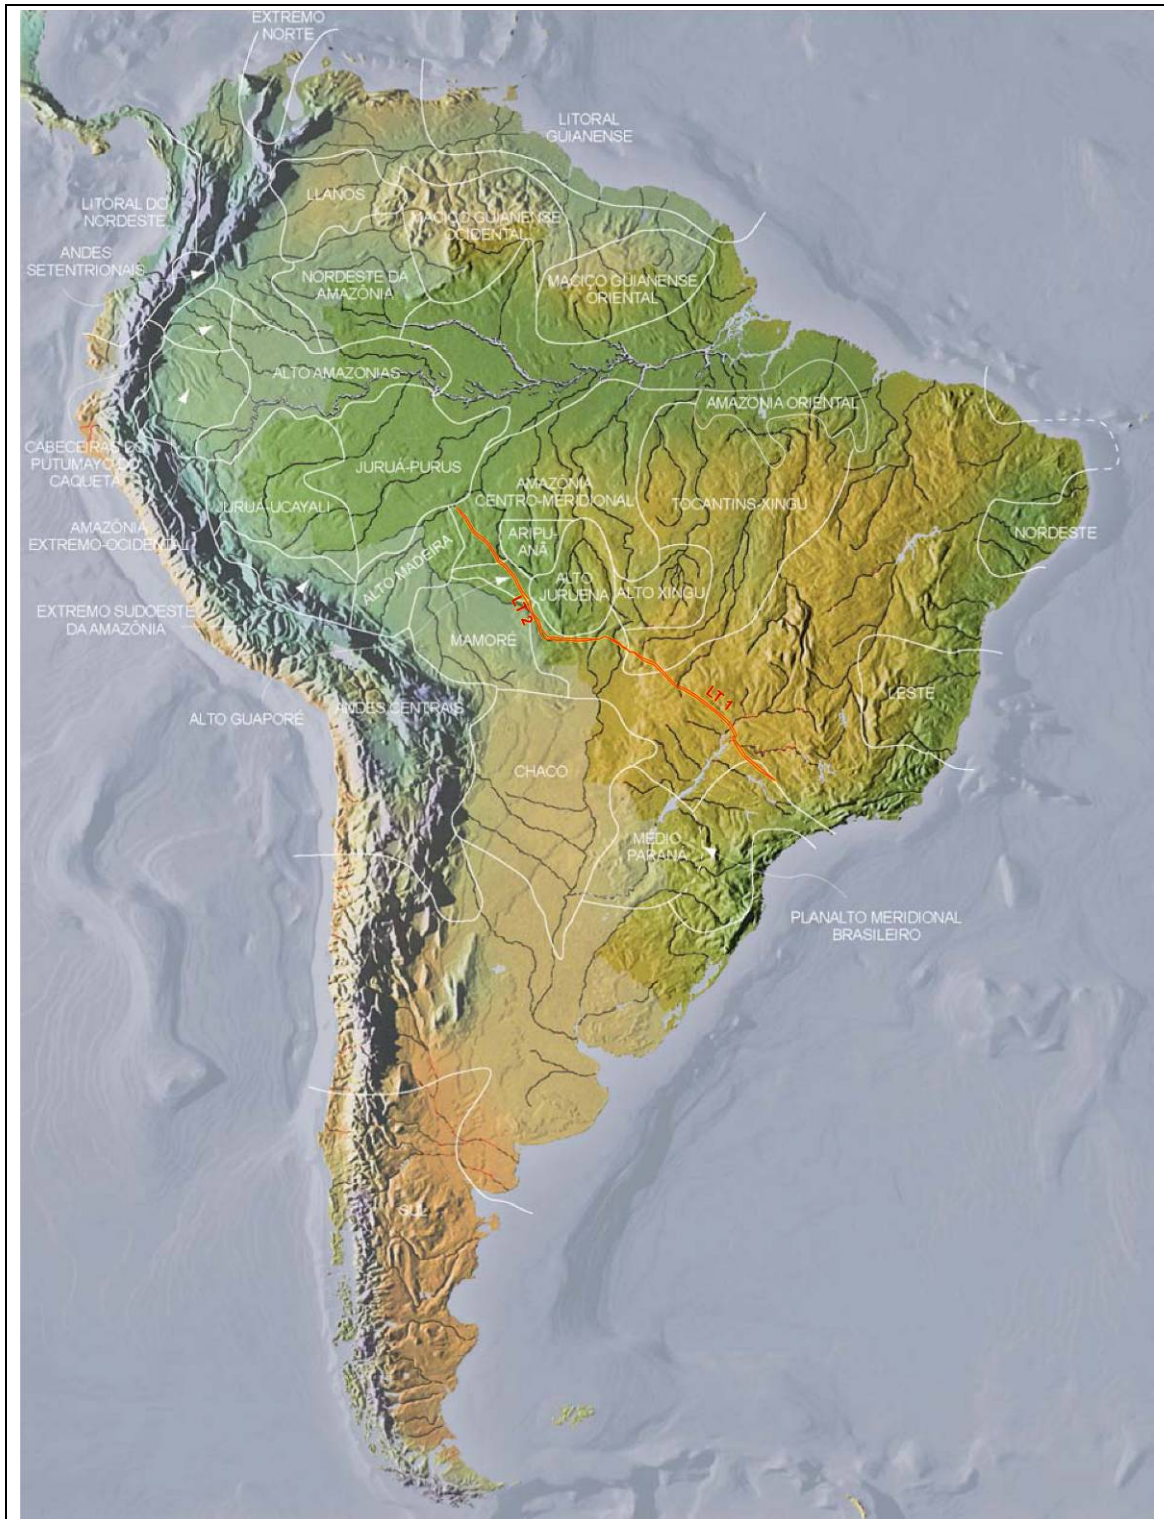 EXTREMO
NORTE
LITORAL
GUIANENSE
LLANOS
LITORAL DO
NORDESTE
MACIÇO GUIANENSE
OCIDENTAL
ANDES
SETENTRIONAIS
NORDESTE DA
AMAZÔNIA
MACIÇO GUIANENSE
ORIENTAL
ALTO AMAZONAS
AMAZÔNIA ORIENTAL
CABECEIRAS DO
PUTUMAYO DO
CAQUETÁ
JURUÁ-PURUS
AMAZÔNIA
CENTRO-MERIDIONAL
TOCANTINS-XINGU
JURUÁ-UCAYALI
AMAZÔNIA
EXTREMO-OCIDENTAL
ARIPU-
ANÃ
NORDESTE
ALTO MADEIRA
ALTO
JURUENA
ALTO XINGU
EXTREMO SUDOESTE
DA AMAZÔNIA
LT 2
MAMORÉ
LT 1
LESTE
ALTO GUAPORÉ
ANDES CENTRAIS
CHACO
MÉDIO
PARANÁ
PLANALTO MERIDIONAL
BRASILEIRO
SUL